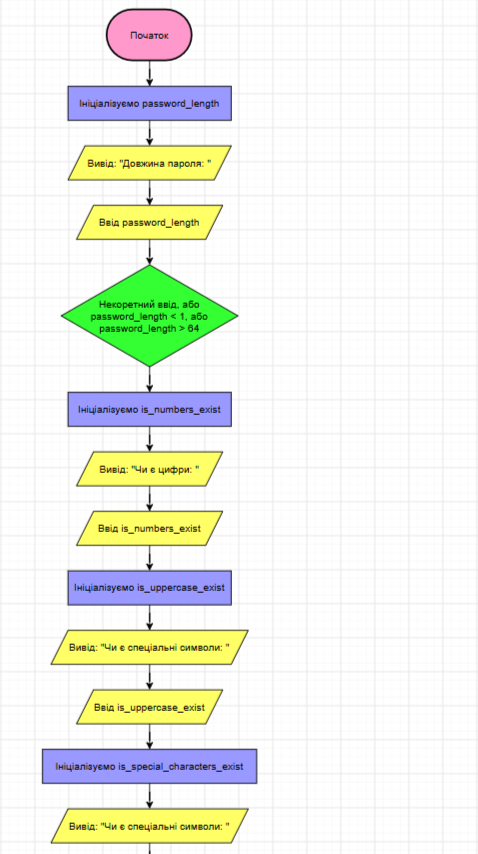 Початок
Ініціалізуємо password_length
Вивід: "Довжина пароля: "
Ввід password_length
Некоретний ввід, або
password_length < 1, або
password_length > 64
Ініціалізуємо is_numbers_exist
Вивід: "Чи є цифри: "
Ввід is_numbers_exist
Ініціалізуємо is_uppercase_exist
Вивід: "Чи є спеціальні символи: "
Ввід is_uppercase_exist
Ініціалізуємо is_special_characters_exist
Вивід: "Чи є спеціальні символи: "